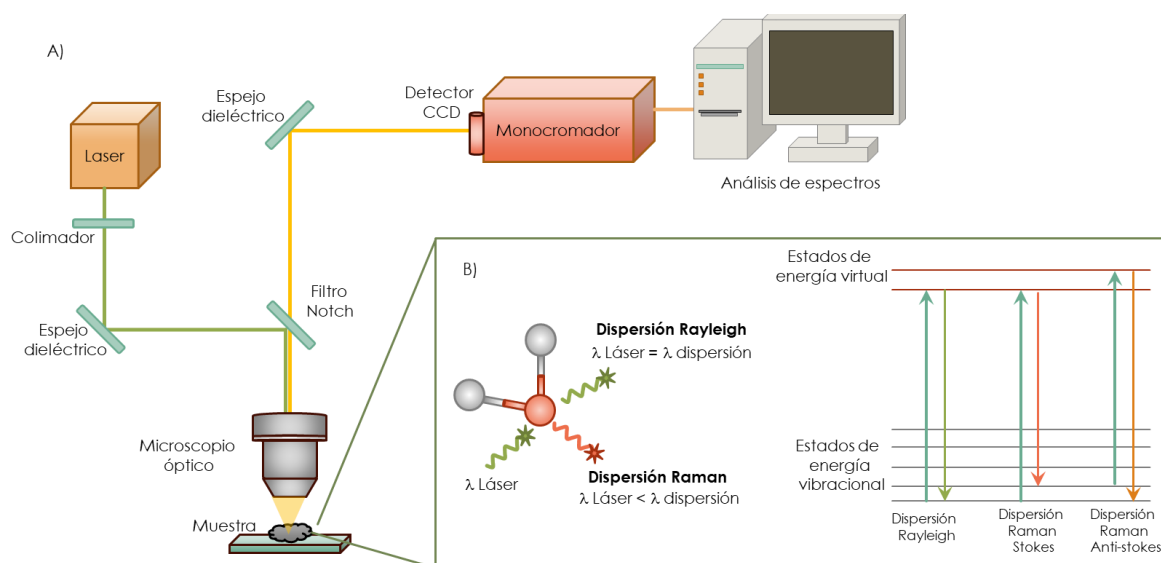 A)
Laser
Colimador
Espejo
dieléctrico
Espejo
dieléctrico
Filtro
Notch
Detector
CCD
Monocromador
Análisis de espectros
Microscopio
óptico
Muestra
B)
Dispersión Rayleigh
λ Láser = λ dispersión
λ Láser
Dispersión Raman
λ Láser < λ dispersión
Estados de
energía virtual
Estados de
energía
vibracional
Dispersión
Rayleigh
Dispersión
Raman
Stokes
Dispersión
Raman
Anti-stokes